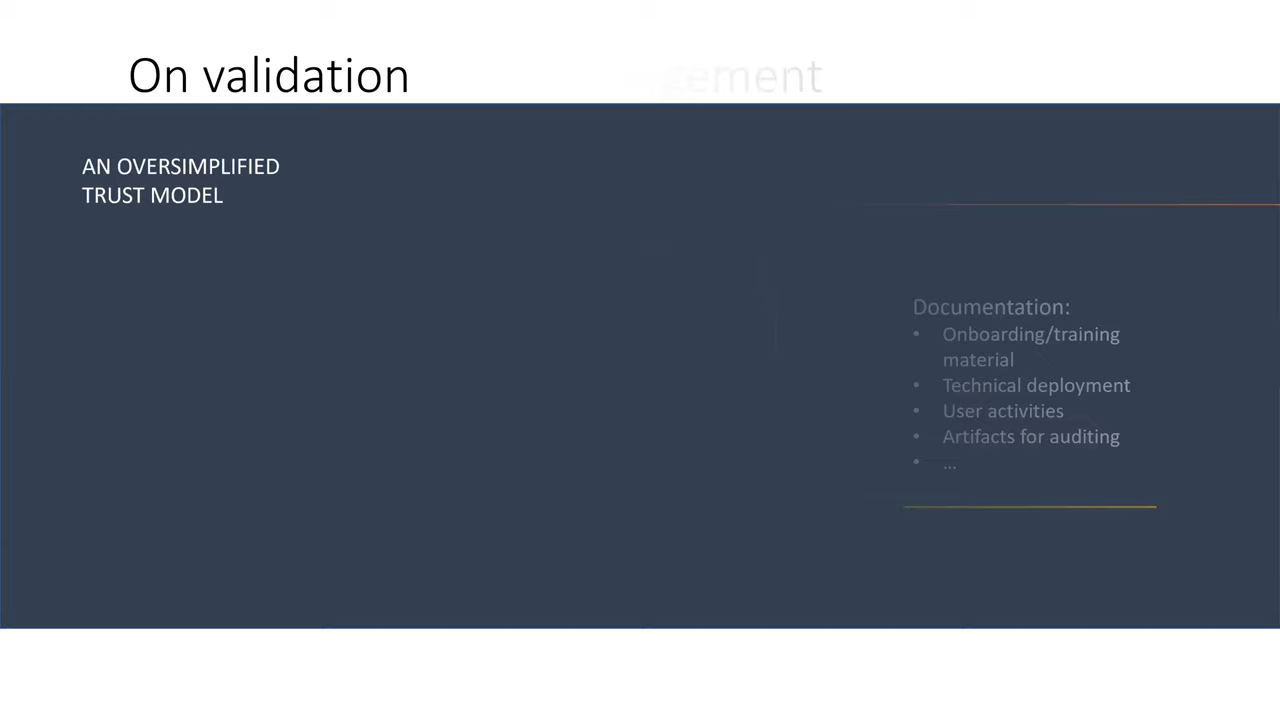 On validation
AN OVERSIMPLIFIED
TRUST MODEL
Documentation:
• Onboarding/training
material
• Technical deployment
• User activities
• Artifacts for auditing
• ...